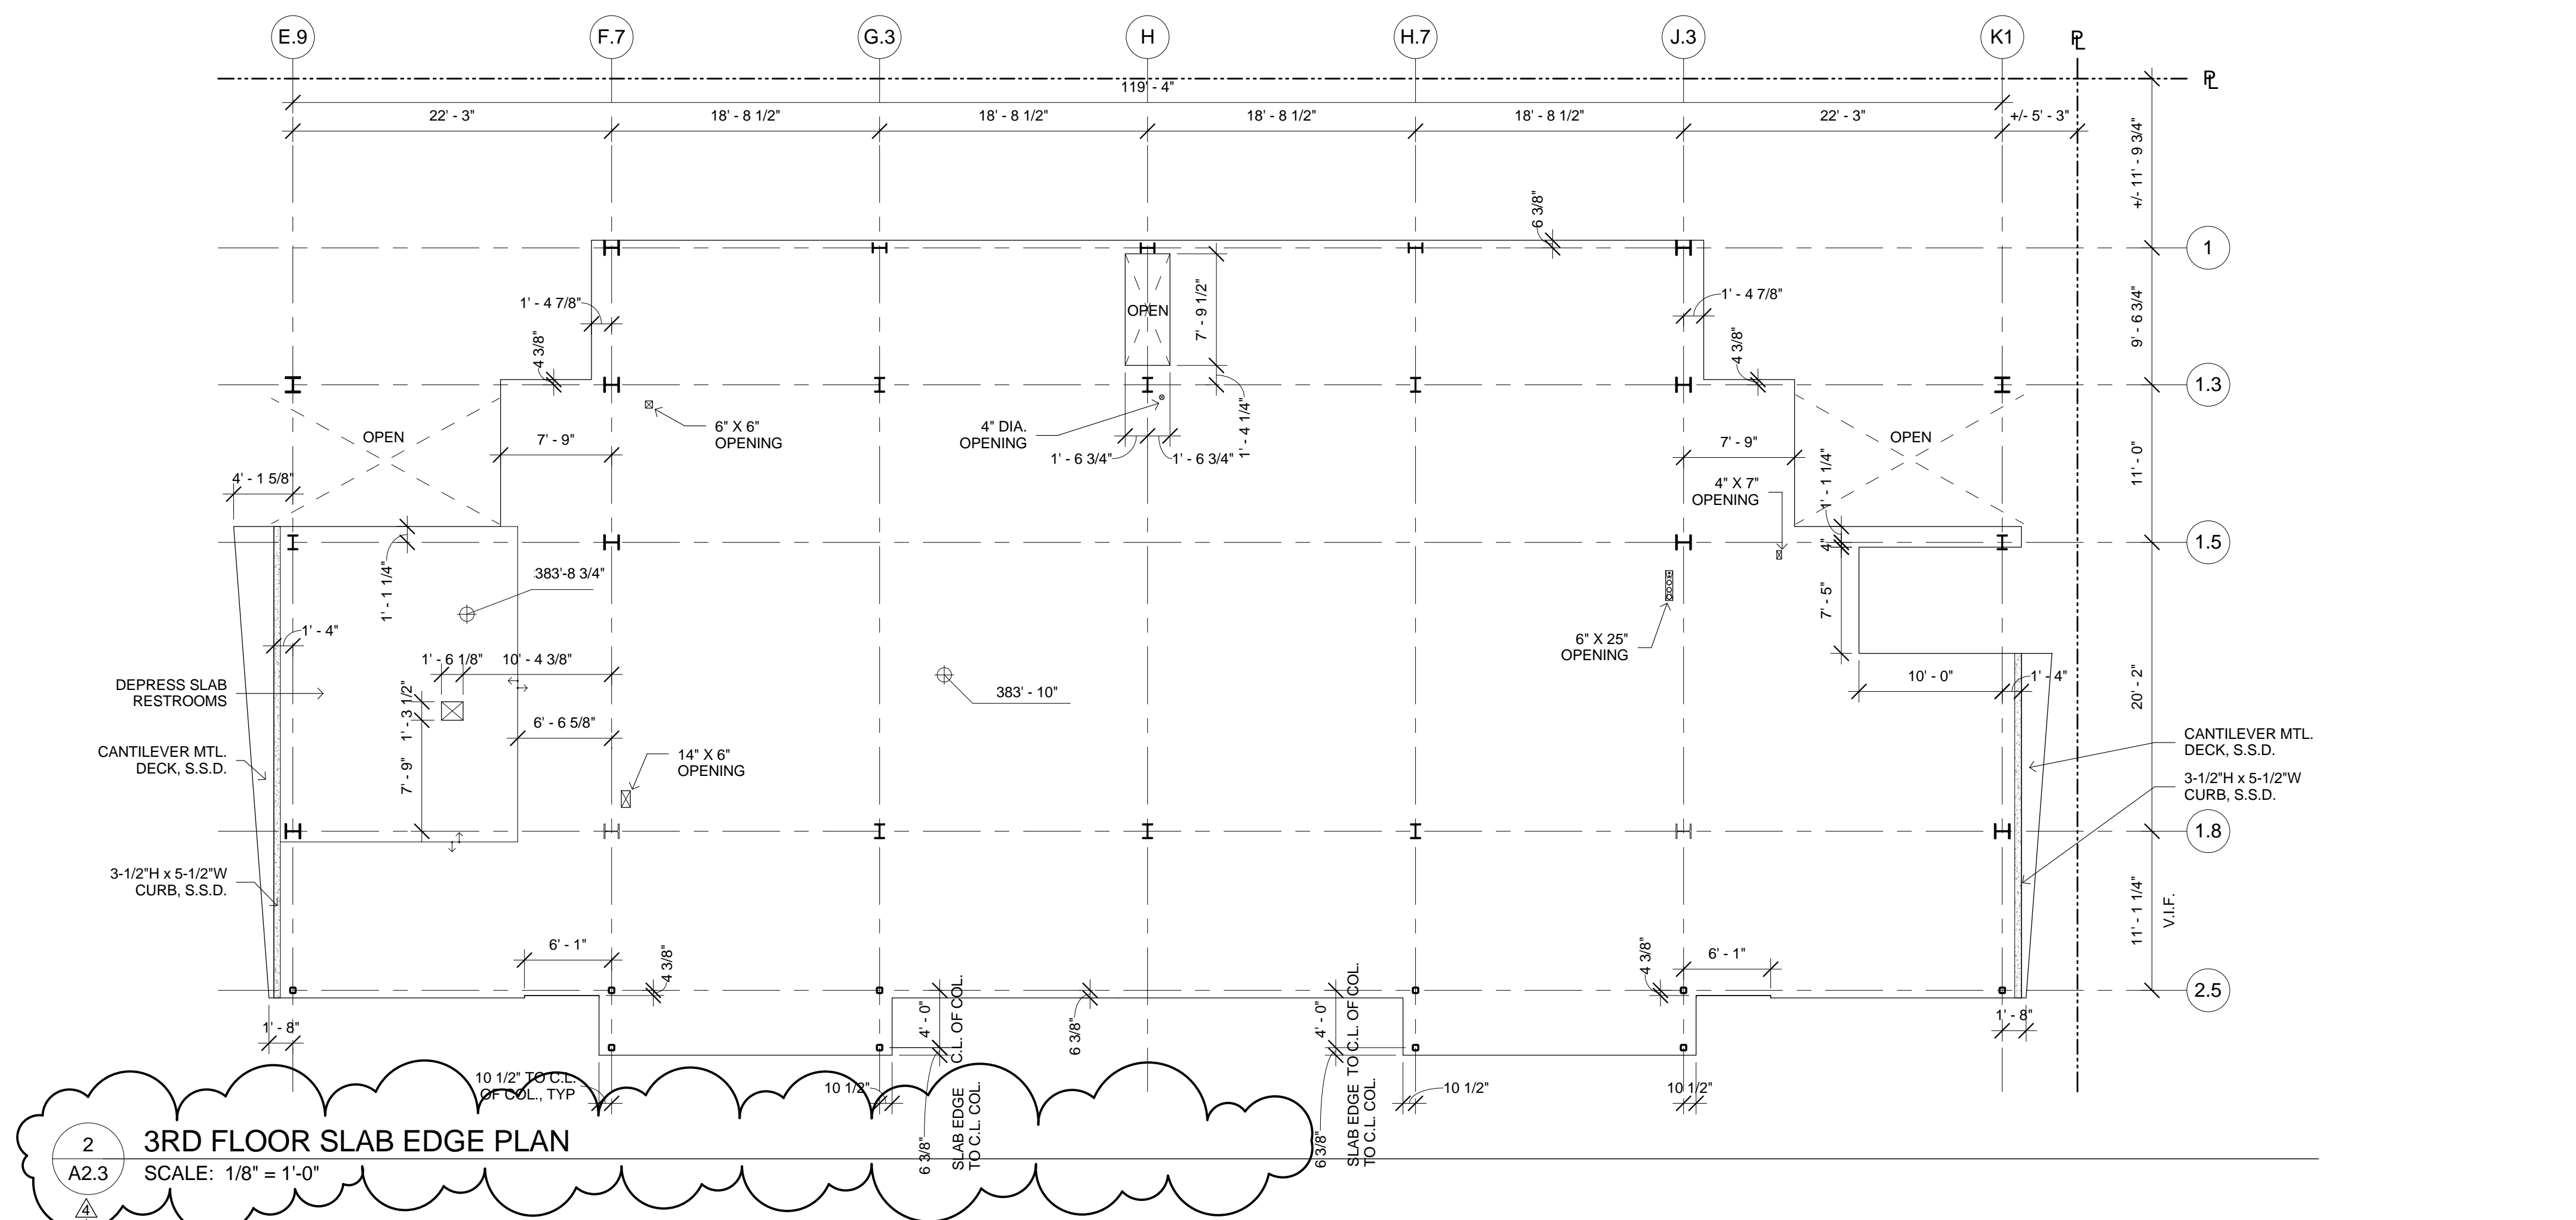 E.9
F.7
G.3
H
H.7
J.3
K1
PL
PL
119' - 4"
22' - 3"
18' - 8 1/2"
18' - 8 1/2"
18' - 8 1/2"
18' - 8 1/2"
22' - 3"
+/- 5' - 3"
+/- 11' - 9 3/4"
6 3/8"
1
1' - 4 7/8"
OPEN
7' - 9 1/2"
1' - 4 7/8"
9' - 6 3/4"
4 3/8"
4 3/8"
1.3
6" X 6"
OPENING
4" DIA.
OPENING
1' - 4 1/4"
OPEN
7' - 9"
1' - 6 3/4"
1' - 6 3/4"
7' - 9"
OPEN
11' - 0"
4' - 1 5/8"
4" X 7"
OPENING
1' - 1 1/4"
4"
1.5
1' - 1 1/4"
383'-8 3/4"
7' - 5"
1' - 4"
6" X 25"
OPENING
1' - 6 1/8"
10' - 4 3/8"
DEPRESS SLAB
RESTROOMS
383' - 10"
10' - 0"
1' - 4"
20' - 2"
1' - 3 1/2"
6' - 6 5/8"
CANTILEVER MTL.
DECK, S.S.D.
7' - 9"
14" X 6"
OPENING
CANTILEVER MTL.
DECK, S.S.D.
3-1/2"H x 5-1/2"W
CURB, S.S.D.
1.8
3-1/2"H x 5-1/2"W
CURB, S.S.D.
11' - 1 1/4"
V.I.F.
6' - 1"
4 3/8"
4 3/8"
6' - 1"
2.5
1' - 8"
4' - 0"
C.L. OF COL.
6 3/8"
4' - 0"
TO C.L. OF COL.
1' - 8"
10 1/2" TO C.L.
OF COL., TYP
10 1/2"
10 1/2"
10 1/2"
6 3/8"
SLAB EDGE
TO C.L. COL.
6 3/8"
SLAB EDGE
TO C.L. COL.
2
A2.3
3RD FLOOR SLAB EDGE PLAN
SCALE: 1/8" = 1'-0"
4